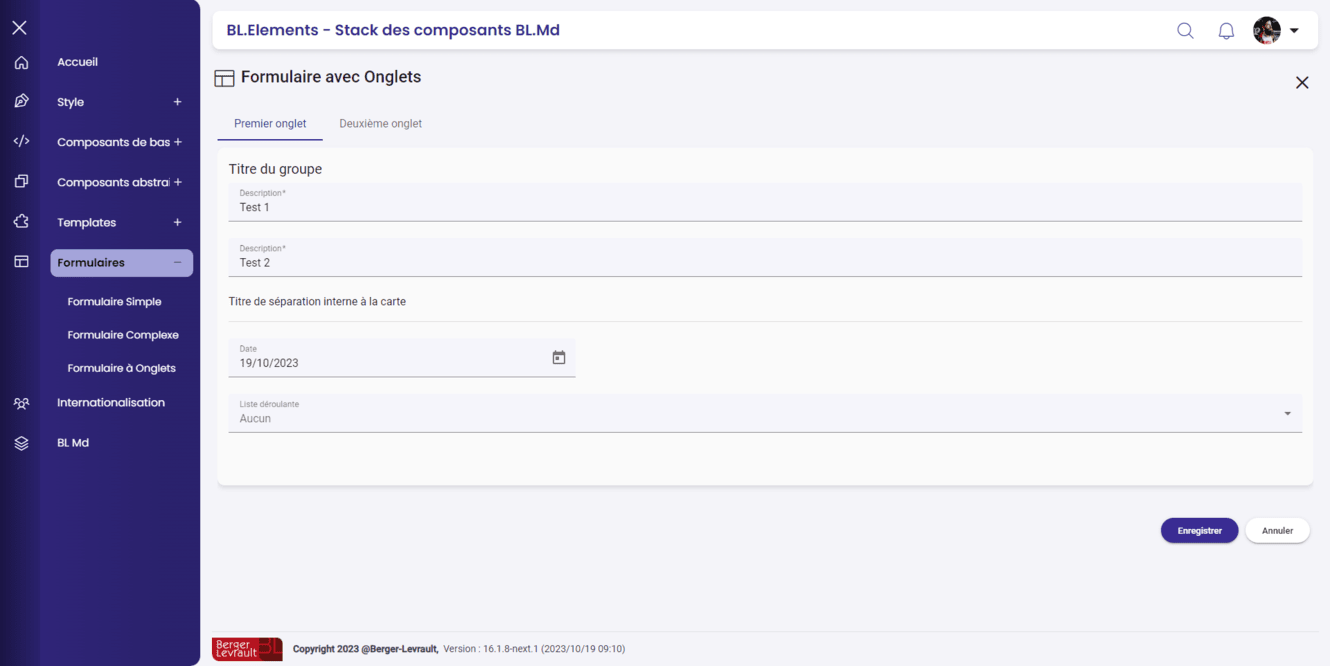 BL.Elements - Stack des composants BL.Md
Accueil
Style +
Composants de bas +
Composants abstrai +
Templates +
Formulaires −
Formulaire Simple
Formulaire Complexe
Formulaire à Onglets
Internationalisation
BL Md
Formulaire avec Onglets
Premier onglet Deuxième onglet
Titre du groupe
Description*
Test 1
Description*
Test 2
Titre de séparation interne à la carte
Date
19/10/2023
Liste déroulante
Aucun
Enregistrer Annuler
Berger Levrault BL
Copyright 2023 @Berger-Levrault, Version : 16.1.8-next.1 (2023/10/19 09:10)